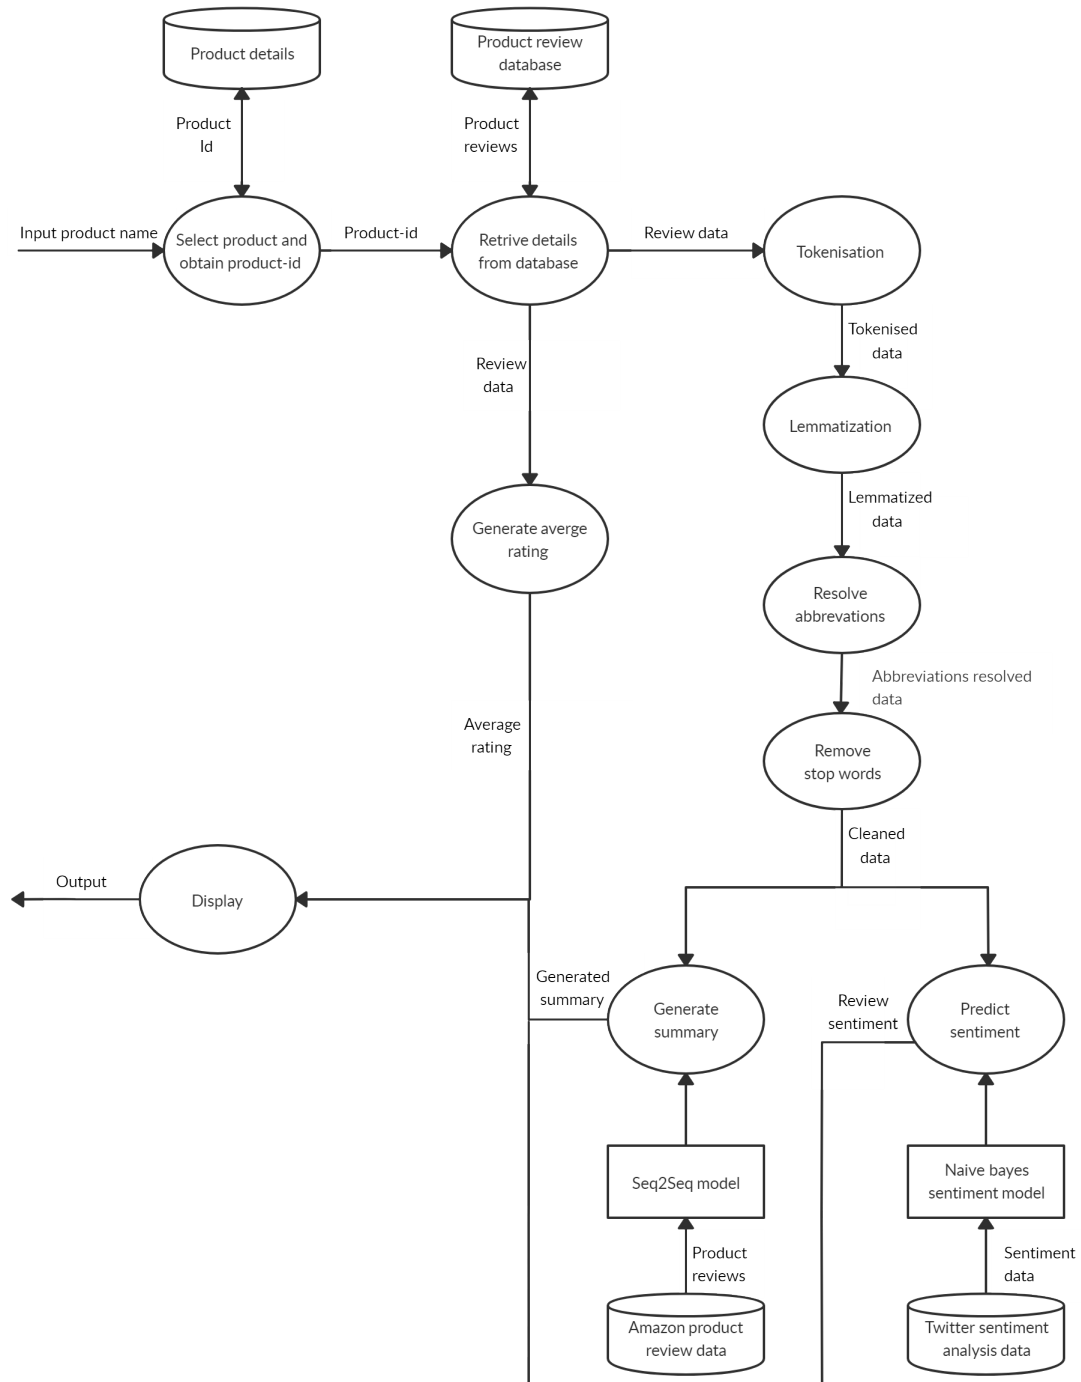 Product details
Product review
database
Product
Id
Product
reviews
Input product name
Select product and
obtain product-id
Product-id
Retrive details
from database
Review data
Tokenisation
Tokenised
data
Review
data
Lemmatization
Lemmatized
data
Generate averge
rating
Resolve
abbrevations
Abbreviations resolved
data
Average
rating
Remove
stop words
Cleaned
data
Output
Display
Generated
summary
Generate
summary
Review
sentiment
Predict
sentiment
Seq2Seq model
Naive bayes
sentiment model
Product
reviews
Sentiment
data
Amazon product
review data
Twitter sentiment
analysis data